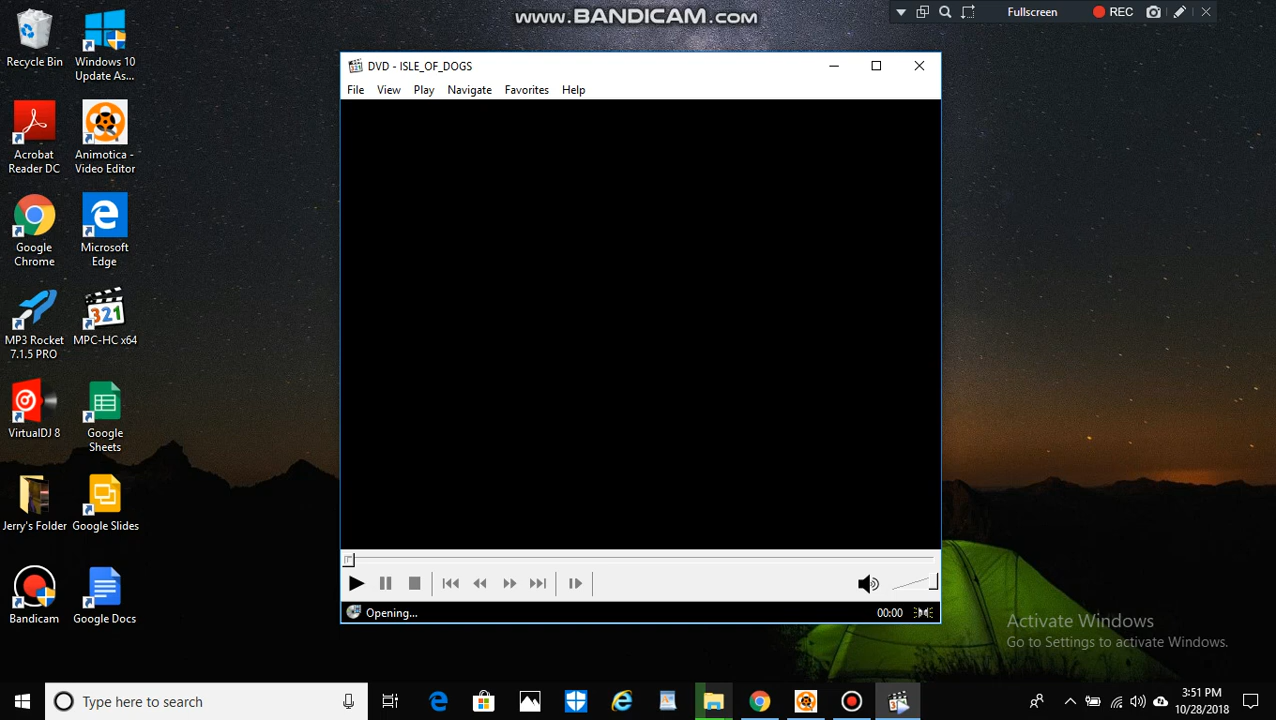 www.BANDICAM.com
Fullscreen
REC
Recycle Bin
Windows 10
Update As...
Acrobat
Reader DC
Animotica -
Video Editor
Google
Chrome
Microsoft
Edge
MP3 Rocket
7.1.5 PRO
MPC-HC x64
321
VirtualDJ 8
Google
Sheets
Jerry's Folder
Google Slides
Bandicam
Google Docs
DVD - ISLE_OF_DOGS
File
View
Play
Navigate
Favorites
Help
Opening...
00:00
Activate Windows
Go to Settings to activate Windows.
Type here to search
:51 PM
10/28/2018